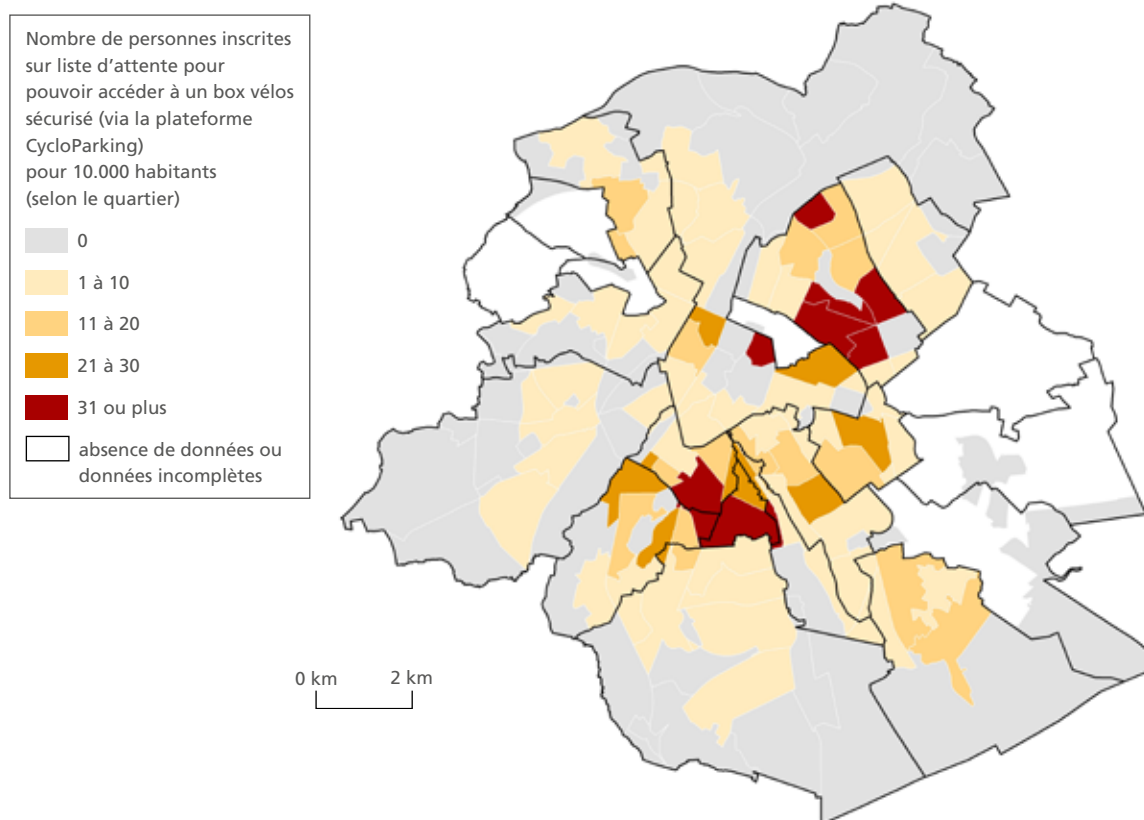 Nombre de personnes inscrites
sur liste d'attente pour
pouvoir accéder à un box vélos
sécurisé (via la plateforme
CycloParking)
pour 10.000 habitants
(selon le quartier)
0
1 à 10
11 à 20
21 à 30
31 ou plus
absence de données ou
données incomplètes
0 km 2 km